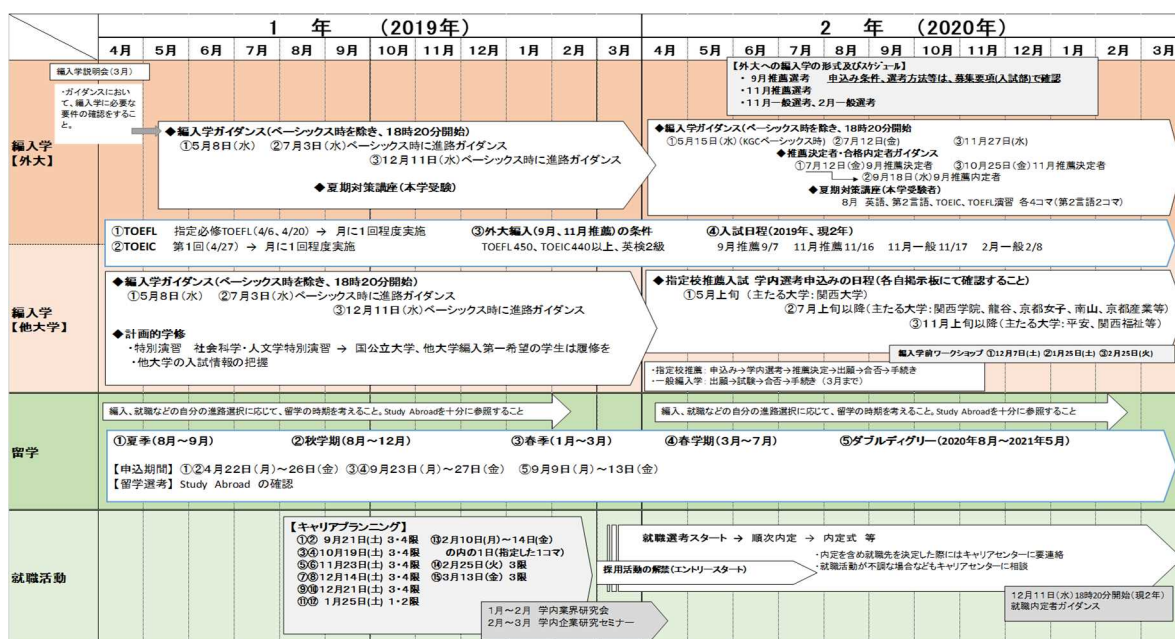 1 年 (2019年)
2 年 (2020年)
4月 5月 6月 7月 8月 9月 10月 11月 12月 1月 2月 3月 4月 5月 6月 7月 8月 9月 10月 11月 12月 1月 2月 3月
編入学
【外大】
編入学説明会(3月)
・ガイダンスにおいて、編入学に必要な
要件の確認をすること。
◆編入学ガイダンス(ベーシック時を除き、18時20分開始)
①5月8日(水) ②7月3日(水)ベーシックス時に進路ガイダンス
③12月11日(水)ベーシックス時に進路ガイダンス
◆夏期対策講座(本学受験)
【外大への編入学の形式及びスケジュール】
・ 9月推薦選考 申込み条件、選考方法等は、募集要項(入試部)で確認
・11月推薦選考
・11月一般選考、2月一般選考
◆編入学ガイダンス(ベーシックス時を除き、18時20分開始
①5月15日(水)(KGCベーシックス時) ②7月12日(金) ③11月27日(水)
◆推薦決定者・合格内定者ガイダンス
①7月12日(金)9月推薦決定者 ③10月25日(金)11月推薦決定者
②9月18日(水)9月推薦内定者
◆夏期対策講座(本学受験者)
8月 英語、第2言語、TOEIC、TOEFL演習 各4コマ(第2言語2コマ)
①TOEFL 指定必修TOEFL(4/6、4/20) → 月に1回程度実施 ③外大編入(9月、11月推薦)の条件 ④入試日程(2019年、現2年)
②TOEIC 第1回(4/27) → 月に1回程度実施 TOEFL450、TOEIC440以上、英検2級 9月推薦9/7 11月推薦11/16 11月一般11/17 2月一般2/8
編入学
【他大学】
◆編入学ガイダンス(ベーシックス時を除き、18時20分開始)
①5月8日(水) ②7月3日(水)ベーシックス時に進路ガイダンス
③12月11日(水)ベーシックス時に進路ガイダンス
◆計画的学修
・特別演習 社会科学・人文学特別演習 → 国公立大学、他大学編入第一希望の学生は履修を
・他大学の入試情報の把握
◆指定校推薦入試 学内選考申込みの日程(各自掲示板にて確認すること)
①5月上旬 (主たる大学:関西大学)
②7月上旬以降(主たる大学:関西学院、龍谷、京都女子、南山、京都産業等)
③11月上旬以降(主たる大学:平安、関西福祉等)
編入学前ワークショップ ①12月7日(土) ②1月25日(土) ③2月25日(火)
・指定校推薦: 申込み→学内選考→推薦決定→出願→合否→手続き
・一般編入学: 出願→試験→合否→手続き (3月まで)
留学
編入、就職などの自分の進路選択に応じて、留学の時期を考えること。Study Abroadを十分に参照すること
編入、就職などの自分の進路選択に応じて、留学の時期を考えること。Study Abroadを十分に参照すること
①夏季(8月~9月) ②秋学期(8月~12月) ③春季(1月~3月) ④春学期(3月~7月) ⑤ダブルディグリー(2020年8月~2021年5月)
【申込期間】 ①②4月22日(月)~26日(金) ③④9月23日(月)~27日(金) ⑤9月9日(月)~13日(金)
【留学選考】 Study Abroad の確認
就職活動
【キャリアプランニング】
①② 9月21日(土) 3・4限 ⑬2月10日(月)~14日(金)
③④10月19日(土) 3・4限 の内の1日(指定した1コマ)
⑤⑥11月23日(土) 3・4限 ⑭2月25日(火) 3限
⑦⑧12月14日(土) 3・4限 ⑮3月13日(金) 3限
⑨⑩12月21日(土) 3・4限
⑪⑫ 1月25日(土) 1・2限
1月~2月 学内業界研究会
2月~3月 学内企業研究セミナー
就職選考スタート → 順次内定 → 内定式 等
・内定を含め就職先を決定した際にはキャリアセンターに要連絡
・就職活動が不調な場合などもキャリアセンターに相談
採用活動の解禁(エントリースタート)
12月11日(水)18時20分開始(現2年)
就職内定者ガイダンス